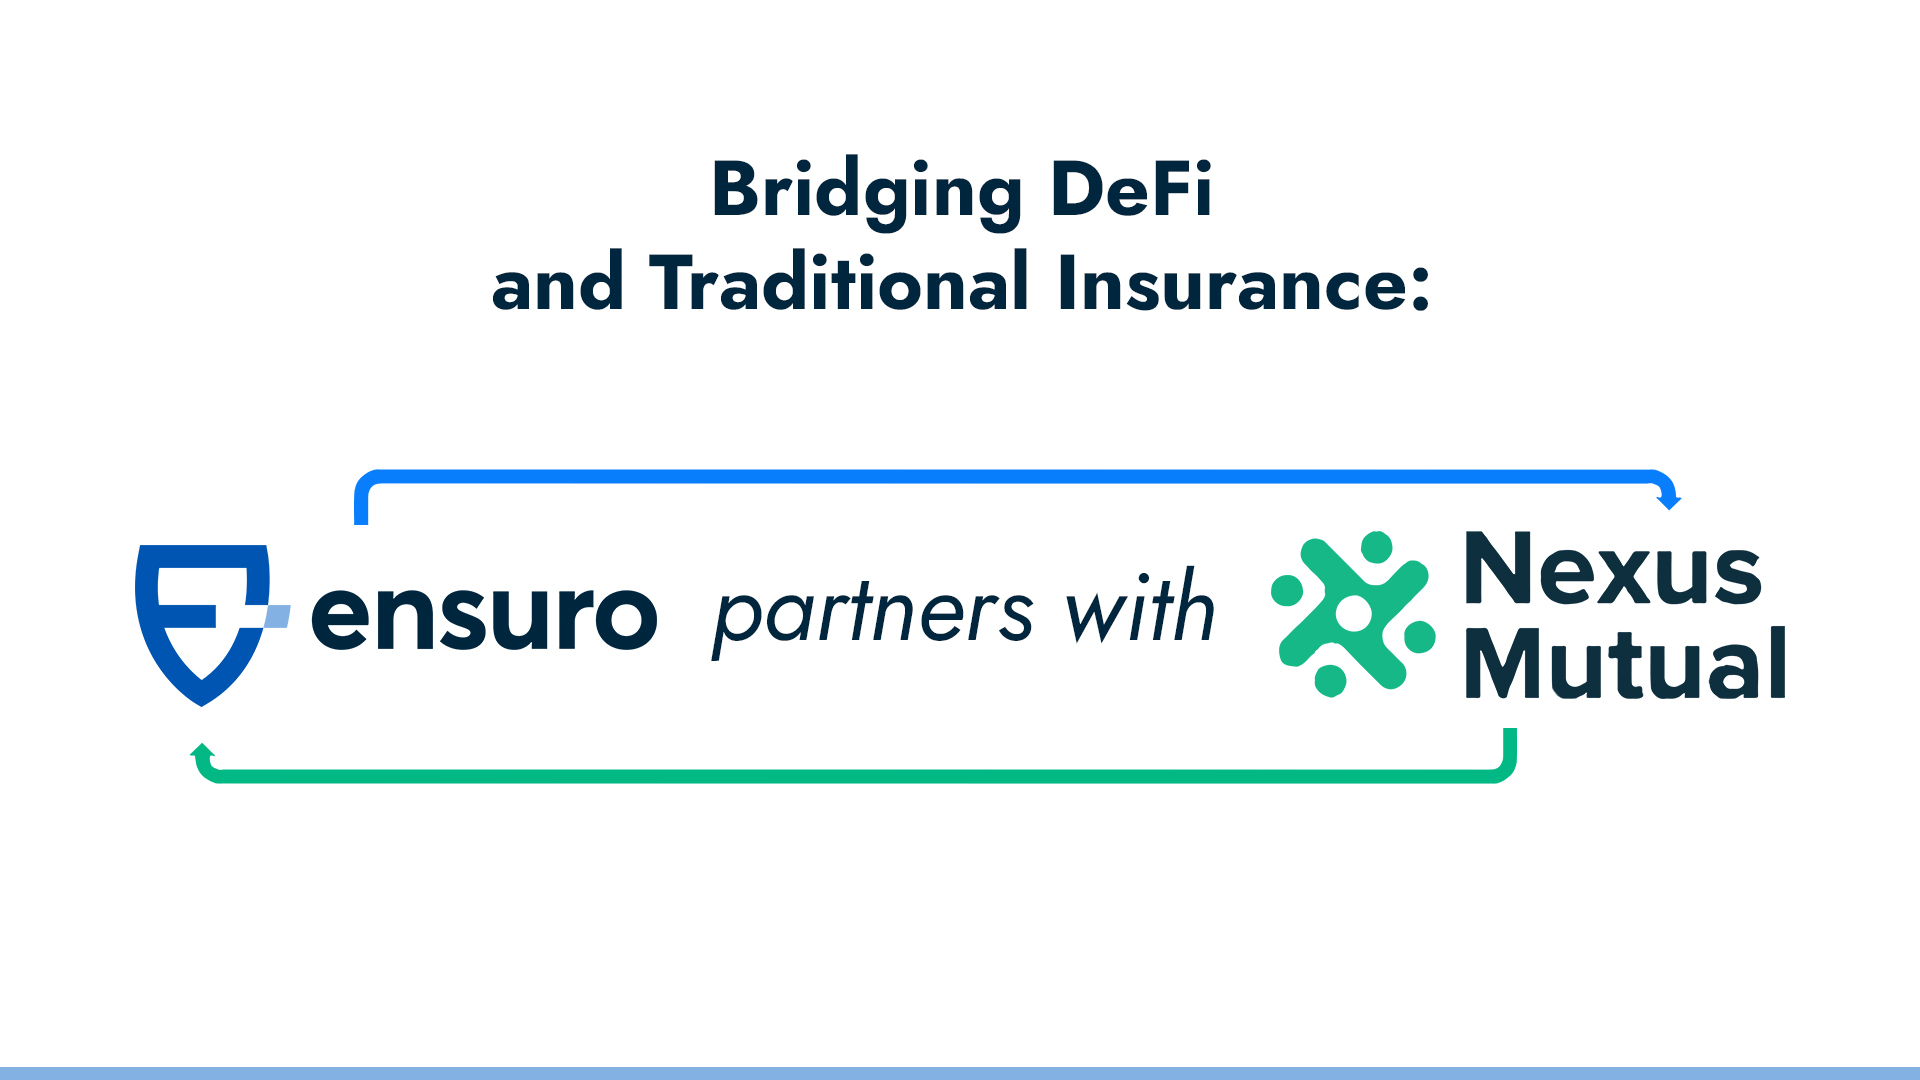 Bridging DeFi
and Traditional Insurance:
ensuro partners with Nexus
Mutual